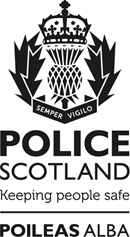 SEMPER VIGILO
POLICE
SCOTLAND
Keeping people safe
POILEAS ALBA